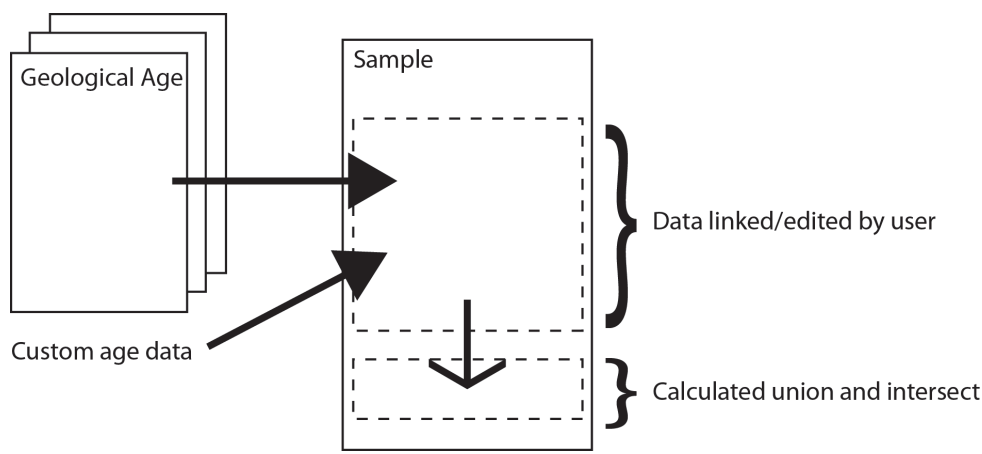 Geological Age
Sample
Data linked/edited by user
Custom age data
Calculated union and intersect